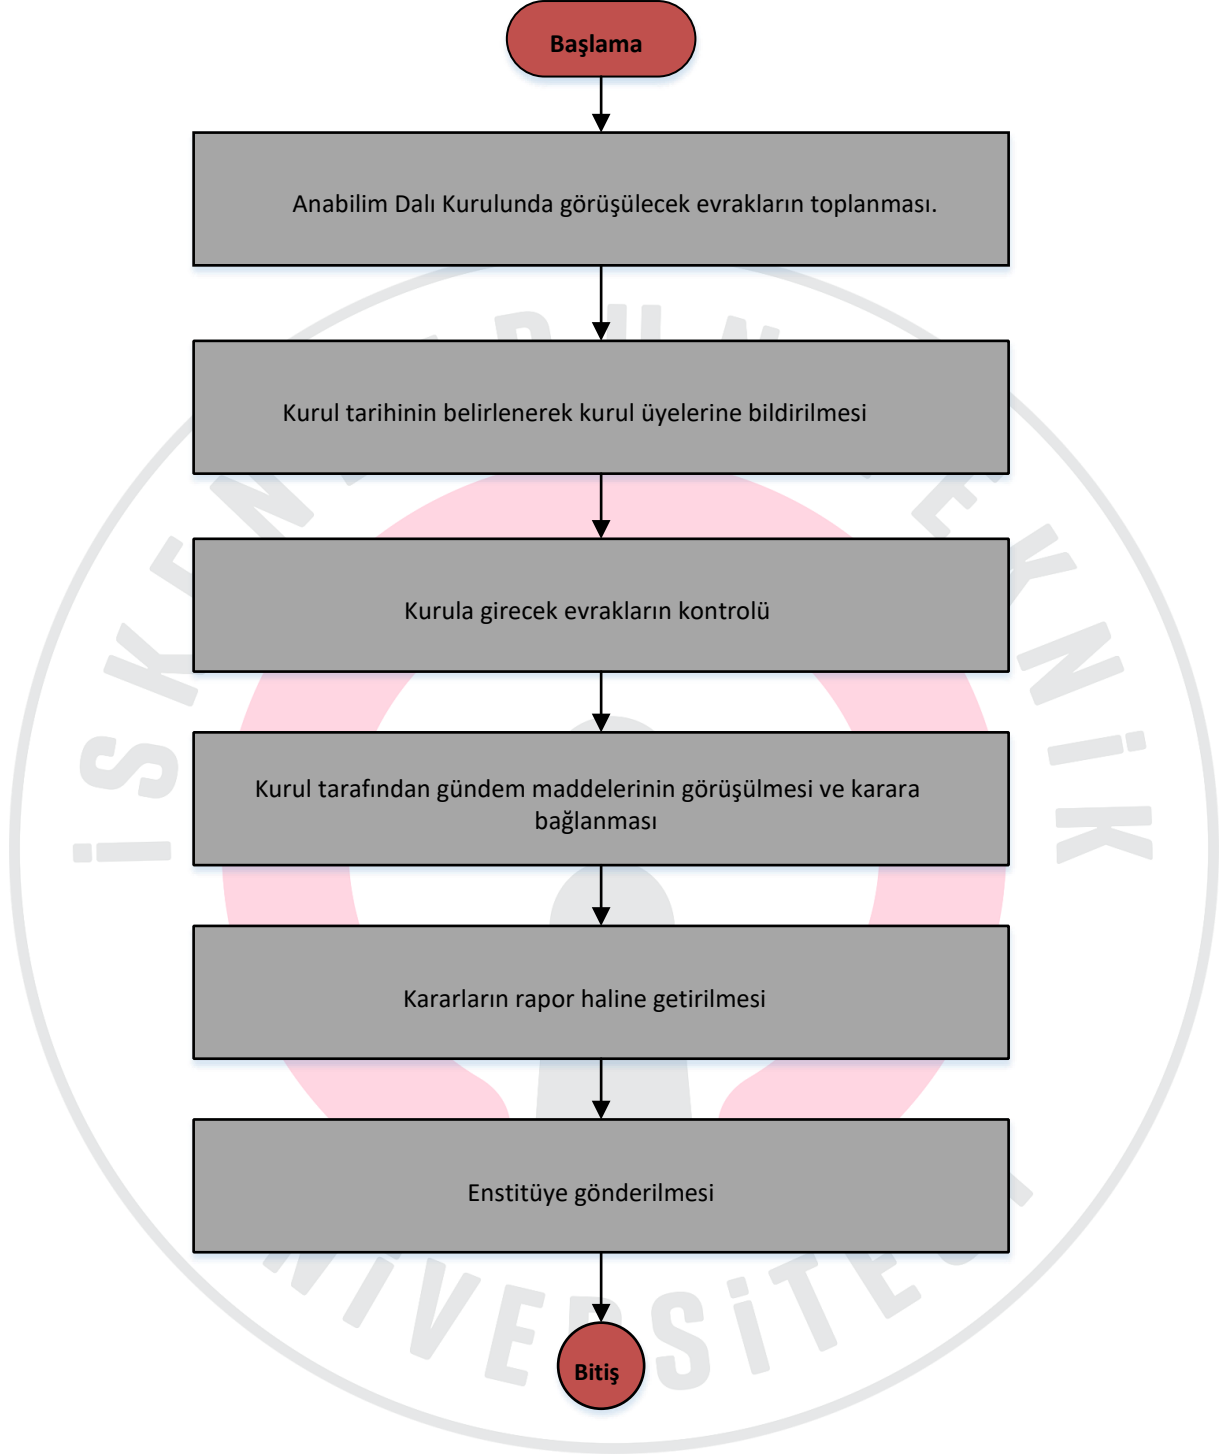 Başlama
Anabilim Dalı Kurulunda görüşülecek evrakların toplanması.
Kurul tarihinin belirlenerek kurul üyelerine bildirilmesi
Kurula girecek evrakların kontrolü
Kurul tarafından gündem maddelerinin görüşülmesi ve karara
bağlanması
Kararların rapor haline getirilmesi
Enstitüye gönderilmesi
Bitiş